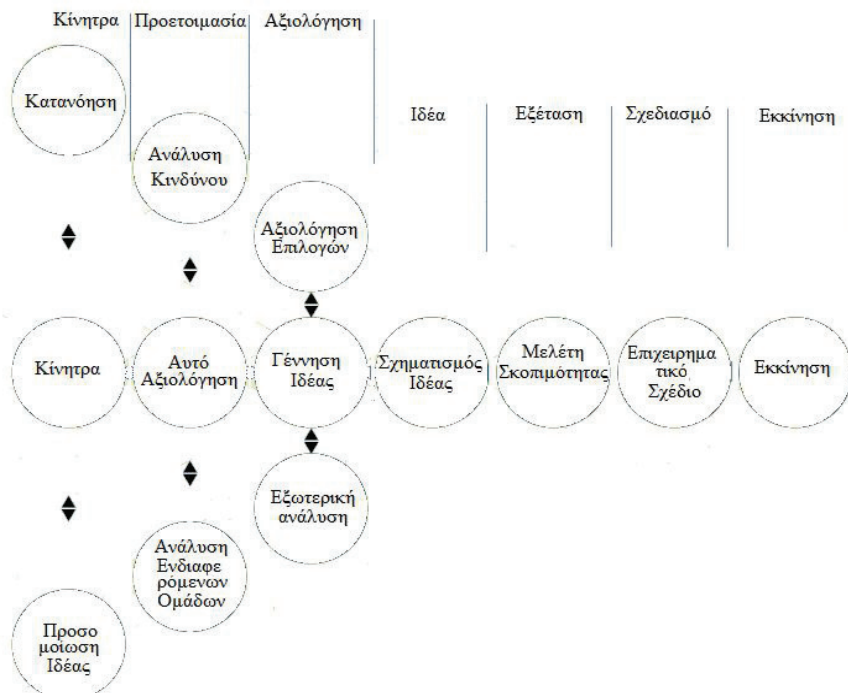 Κίνητρα
Προετοιμασία
Αξιολόγηση
Ιδέα
Εξέταση
Σχεδιασμό
Εκκίνηση
Κατανόηση
Ανάλυση
Κινδύνου
Αξιολόγηση
Επιλογών
Κίνητρα
Αυτό
Αξιολόγηση
Γέννηση
Ιδέας
Σχηματισμός
Ιδέας
Μελέτη
Σκοπιμότητας
Επιχειρημα
τικό
Σχέδιο
Εκκίνηση
Εξωτερική
ανάλυση
Ανάλυση
Ενδιαφε
ρόμενων
Ομάδων
Προσο
μοίωση
Ιδέας